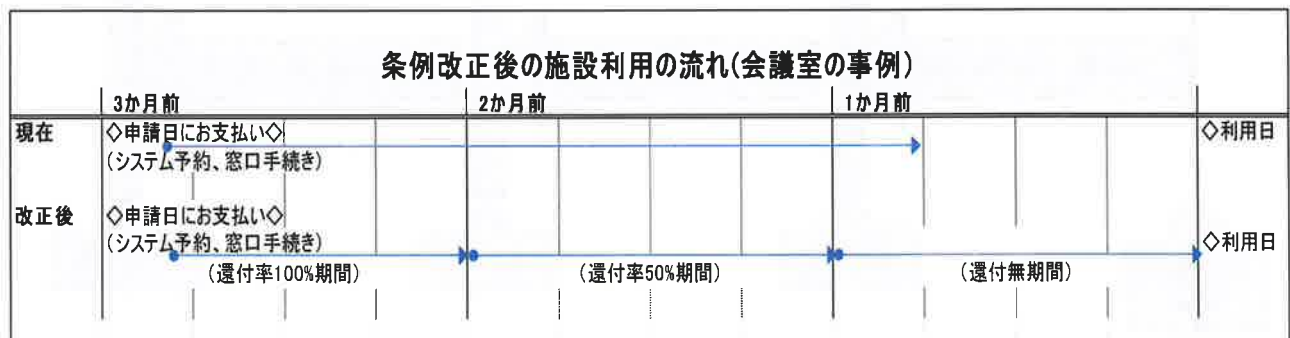 条例改正後の施設利用の流れ(会議室の事例)
3か月前 2か月前 1か月前
現在 ◇申請日にお支払い◇ ◇利用日
(システム予約、窓口手続き)
改正後 ◇申請日にお支払い◇
(システム予約、窓口手続き) ◇利用日
(還付率100%期間) (還付率50%期間) (還付無期間)